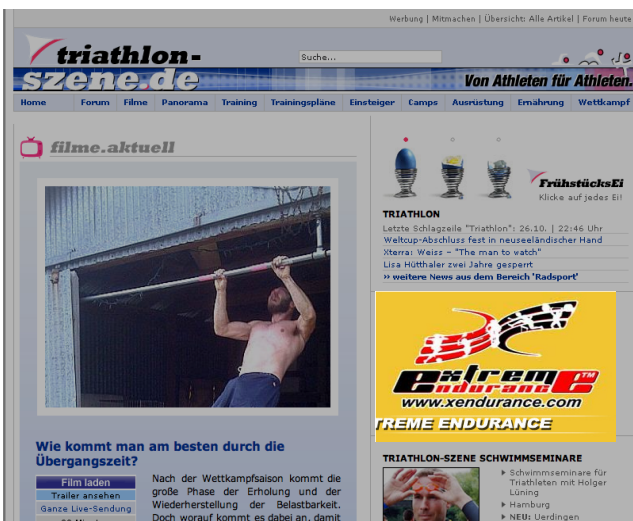 Werbung | Mitmachen | Übersicht: Alle Artikel | Forum heute
triathlon-
szene.de
Suche...
Von Athleten für Athleten.
Home Forum Filme Panorama Training Trainingspläne Einsteiger Camps Ausrüstung Ernährung Wettkampf
filme.aktuell
FrühstücksEi
Klicke auf jedes Ei!
TRIATHLON
Letzte Schlagzeile "Triathlon": 26.10. | 22:46 Uhr
Weltcup-Abschluss fest in neuseeländischer Hand
Xterra: Weiss - "The man to watch"
Lisa Hütthaler zwei Jahre gesperrt
» weitere News aus dem Bereich 'Radsport'
extremE™
Endurance
www.xendurance.com
TREME ENDURANCE
Wie kommt man am besten durch die
Übergangszeit?
Film laden
Trailer ansehen
Ganze Live-Sendung
Nach der Wettkampfsaison kommt die
große Phase der Erholung und der
Wiederherstellung der Belastbarkeit.
Doch worauf kommt es dabei an, damit
TRIATHLON-SZENE SCHWIMMSEMINARE
Schwimmseminare für
Triathleten mit Holger
Lüning
Hamburg
NEU: Uerdingen